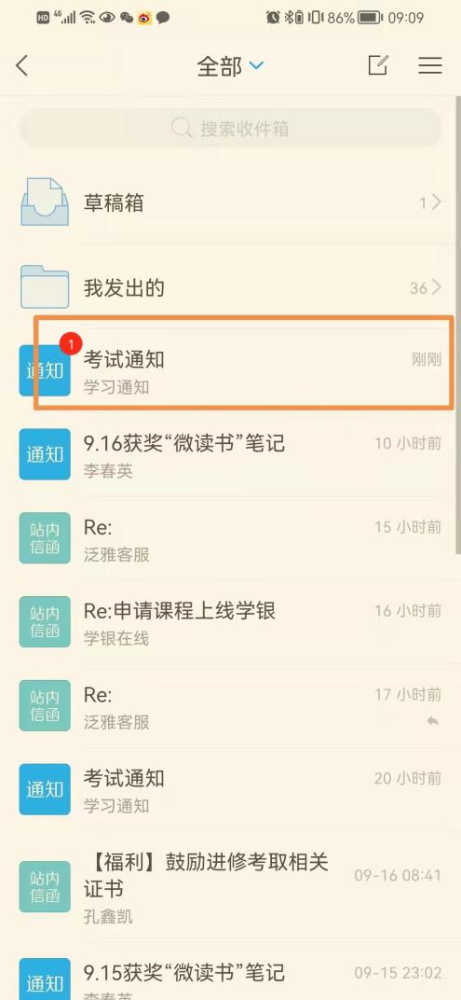 HD 4G 86% 09:09
全部
搜索收件箱
草稿箱 1
我发出的 36
通知 1 考试通知 刚刚
学习通知
通知 9.16获奖“微读书”笔记 10 小时前
李春英
站内 Re: 15 小时前
信函 泛雅客服
站内 Re:申请课程上线学银 16 小时前
信函 学银在线
站内 Re: 17 小时前
信函 泛雅客服
通知 考试通知 20 小时前
学习通知
【福利】鼓励进修考取相关
站内 证书 09-16 08:41
信函 孔鑫凯
通知 9.15获奖“微读书”笔记 09-15 23:02
李春英